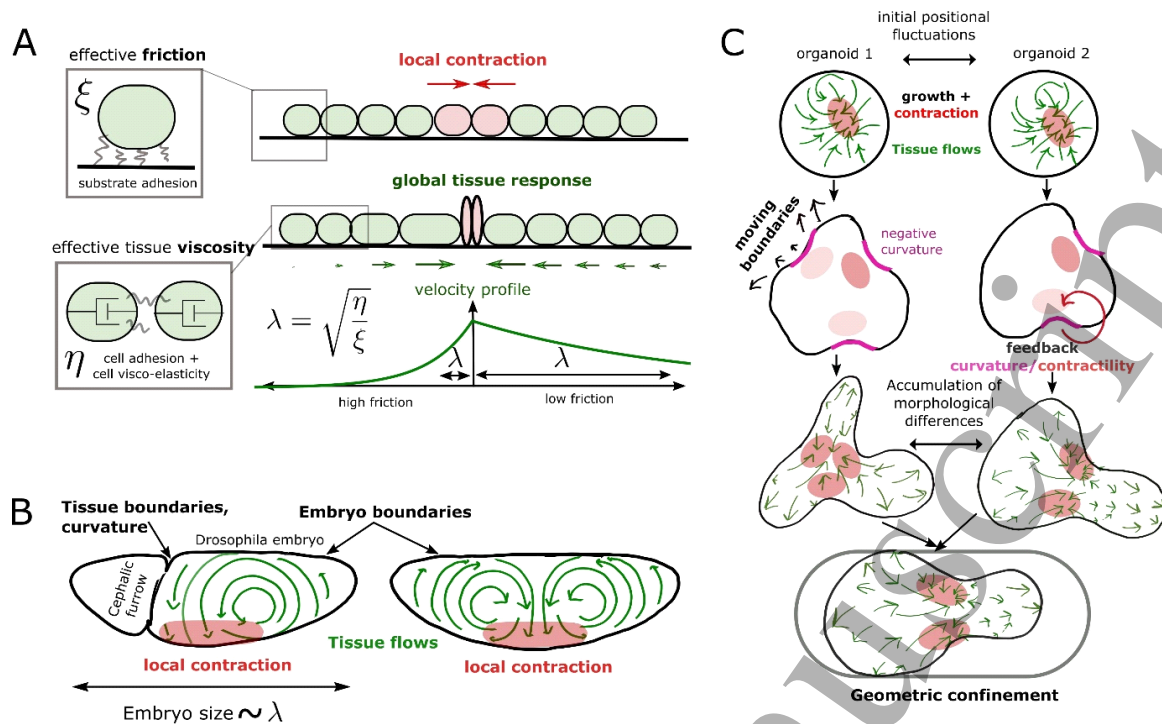 A
effective friction
ξ
substrate adhesion
local contraction
global tissue response
effective tissue viscosity
η cell adhesion +
cell visco-elasticity
velocity profile
λ = √(η/ξ)
λ
λ
high friction
low friction
B
Tissue boundaries,
curvature
Embryo boundaries
Drosophila embryo
Cephalic
furrow
Tissue flows
local contraction
local contraction
Embryo size ~ λ
C
initial positional
fluctuations
organoid 1
organoid 2
growth +
contraction
Tissue flows
moving
boundaries
negative
curvature
feedback
curvature/contractility
Accumulation of
morphological
differences
Geometric confinement